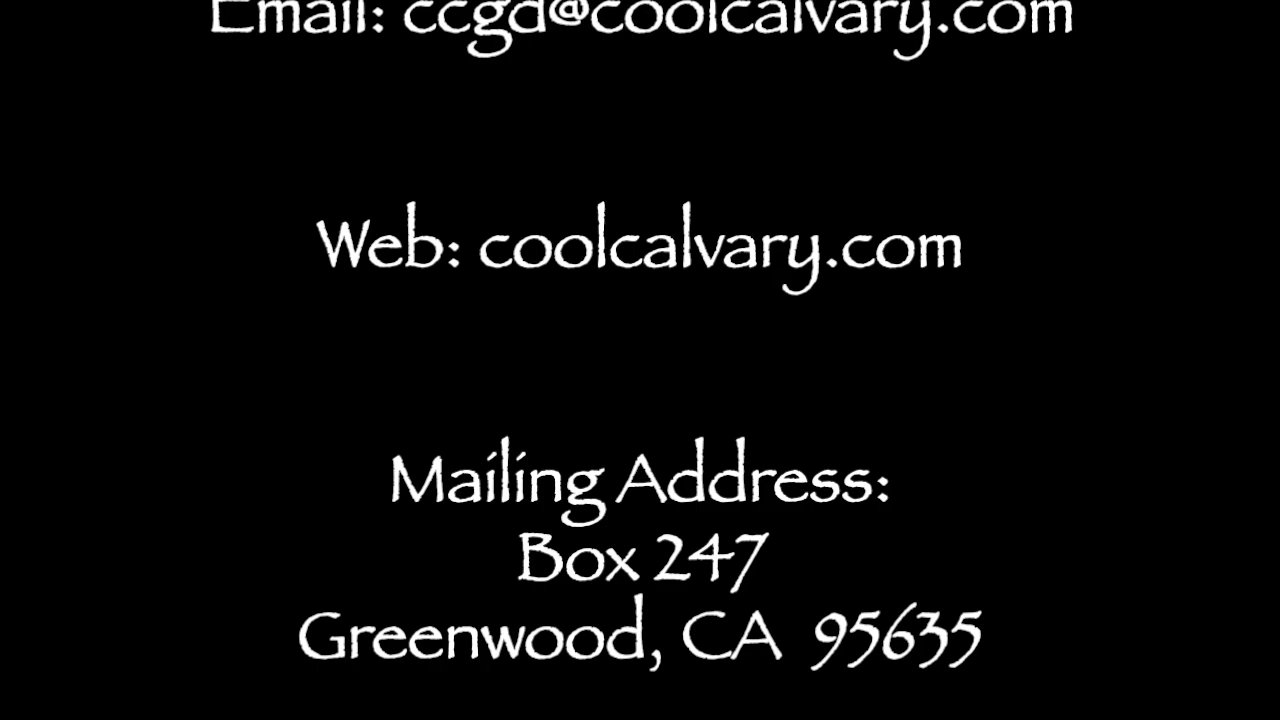 Email: ccgd@coolcalvary.com
Web: coolcalvary.com
Mailing Address:
Box 247
Greenwood, CA 95635